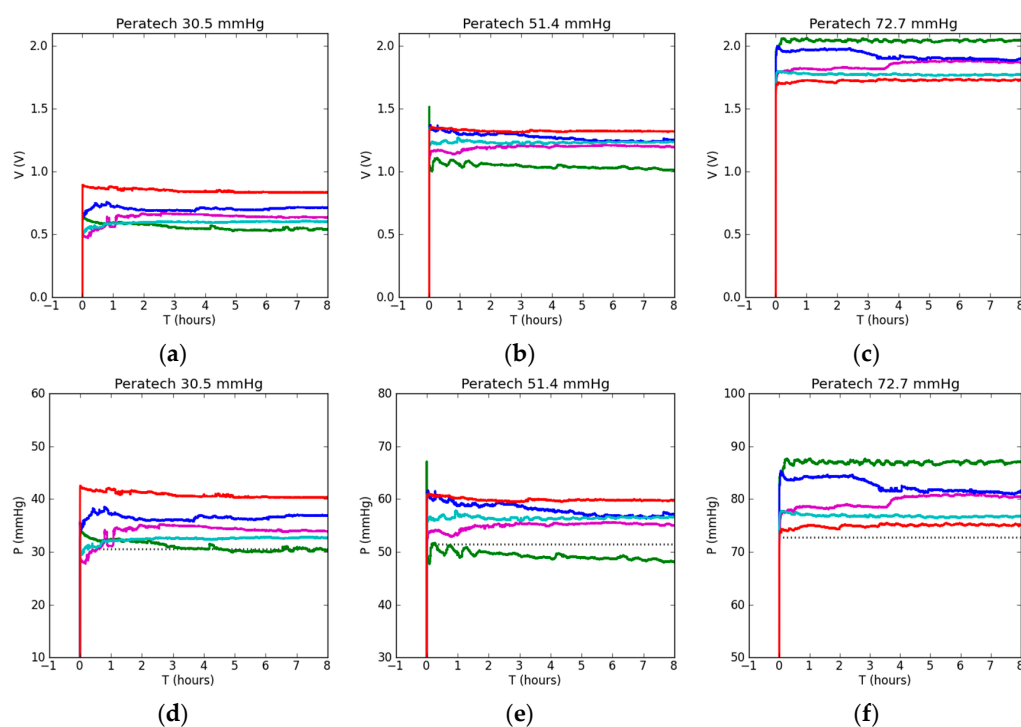 Peratech 30.5 mmHg
Peratech 51.4 mmHg
Peratech 72.7 mmHg
V (V)
2.0
1.5
1.0
0.5
0.0
−1 0 1 2 3 4 5 6 7 8
T (hours)
V (V)
2.0
1.5
1.0
0.5
0.0
−1 0 1 2 3 4 5 6 7 8
T (hours)
V (V)
2.0
1.5
1.0
0.5
0.0
−1 0 1 2 3 4 5 6 7 8
T (hours)
(a)
(b)
(c)
Peratech 30.5 mmHg
Peratech 51.4 mmHg
Peratech 72.7 mmHg
P (mmHg)
60
50
40
30
20
10
−1 0 1 2 3 4 5 6 7 8
T (hours)
P (mmHg)
80
70
60
50
40
30
−1 0 1 2 3 4 5 6 7 8
T (hours)
P (mmHg)
100
90
80
70
60
50
−1 0 1 2 3 4 5 6 7 8
T (hours)
(d)
(e)
(f)